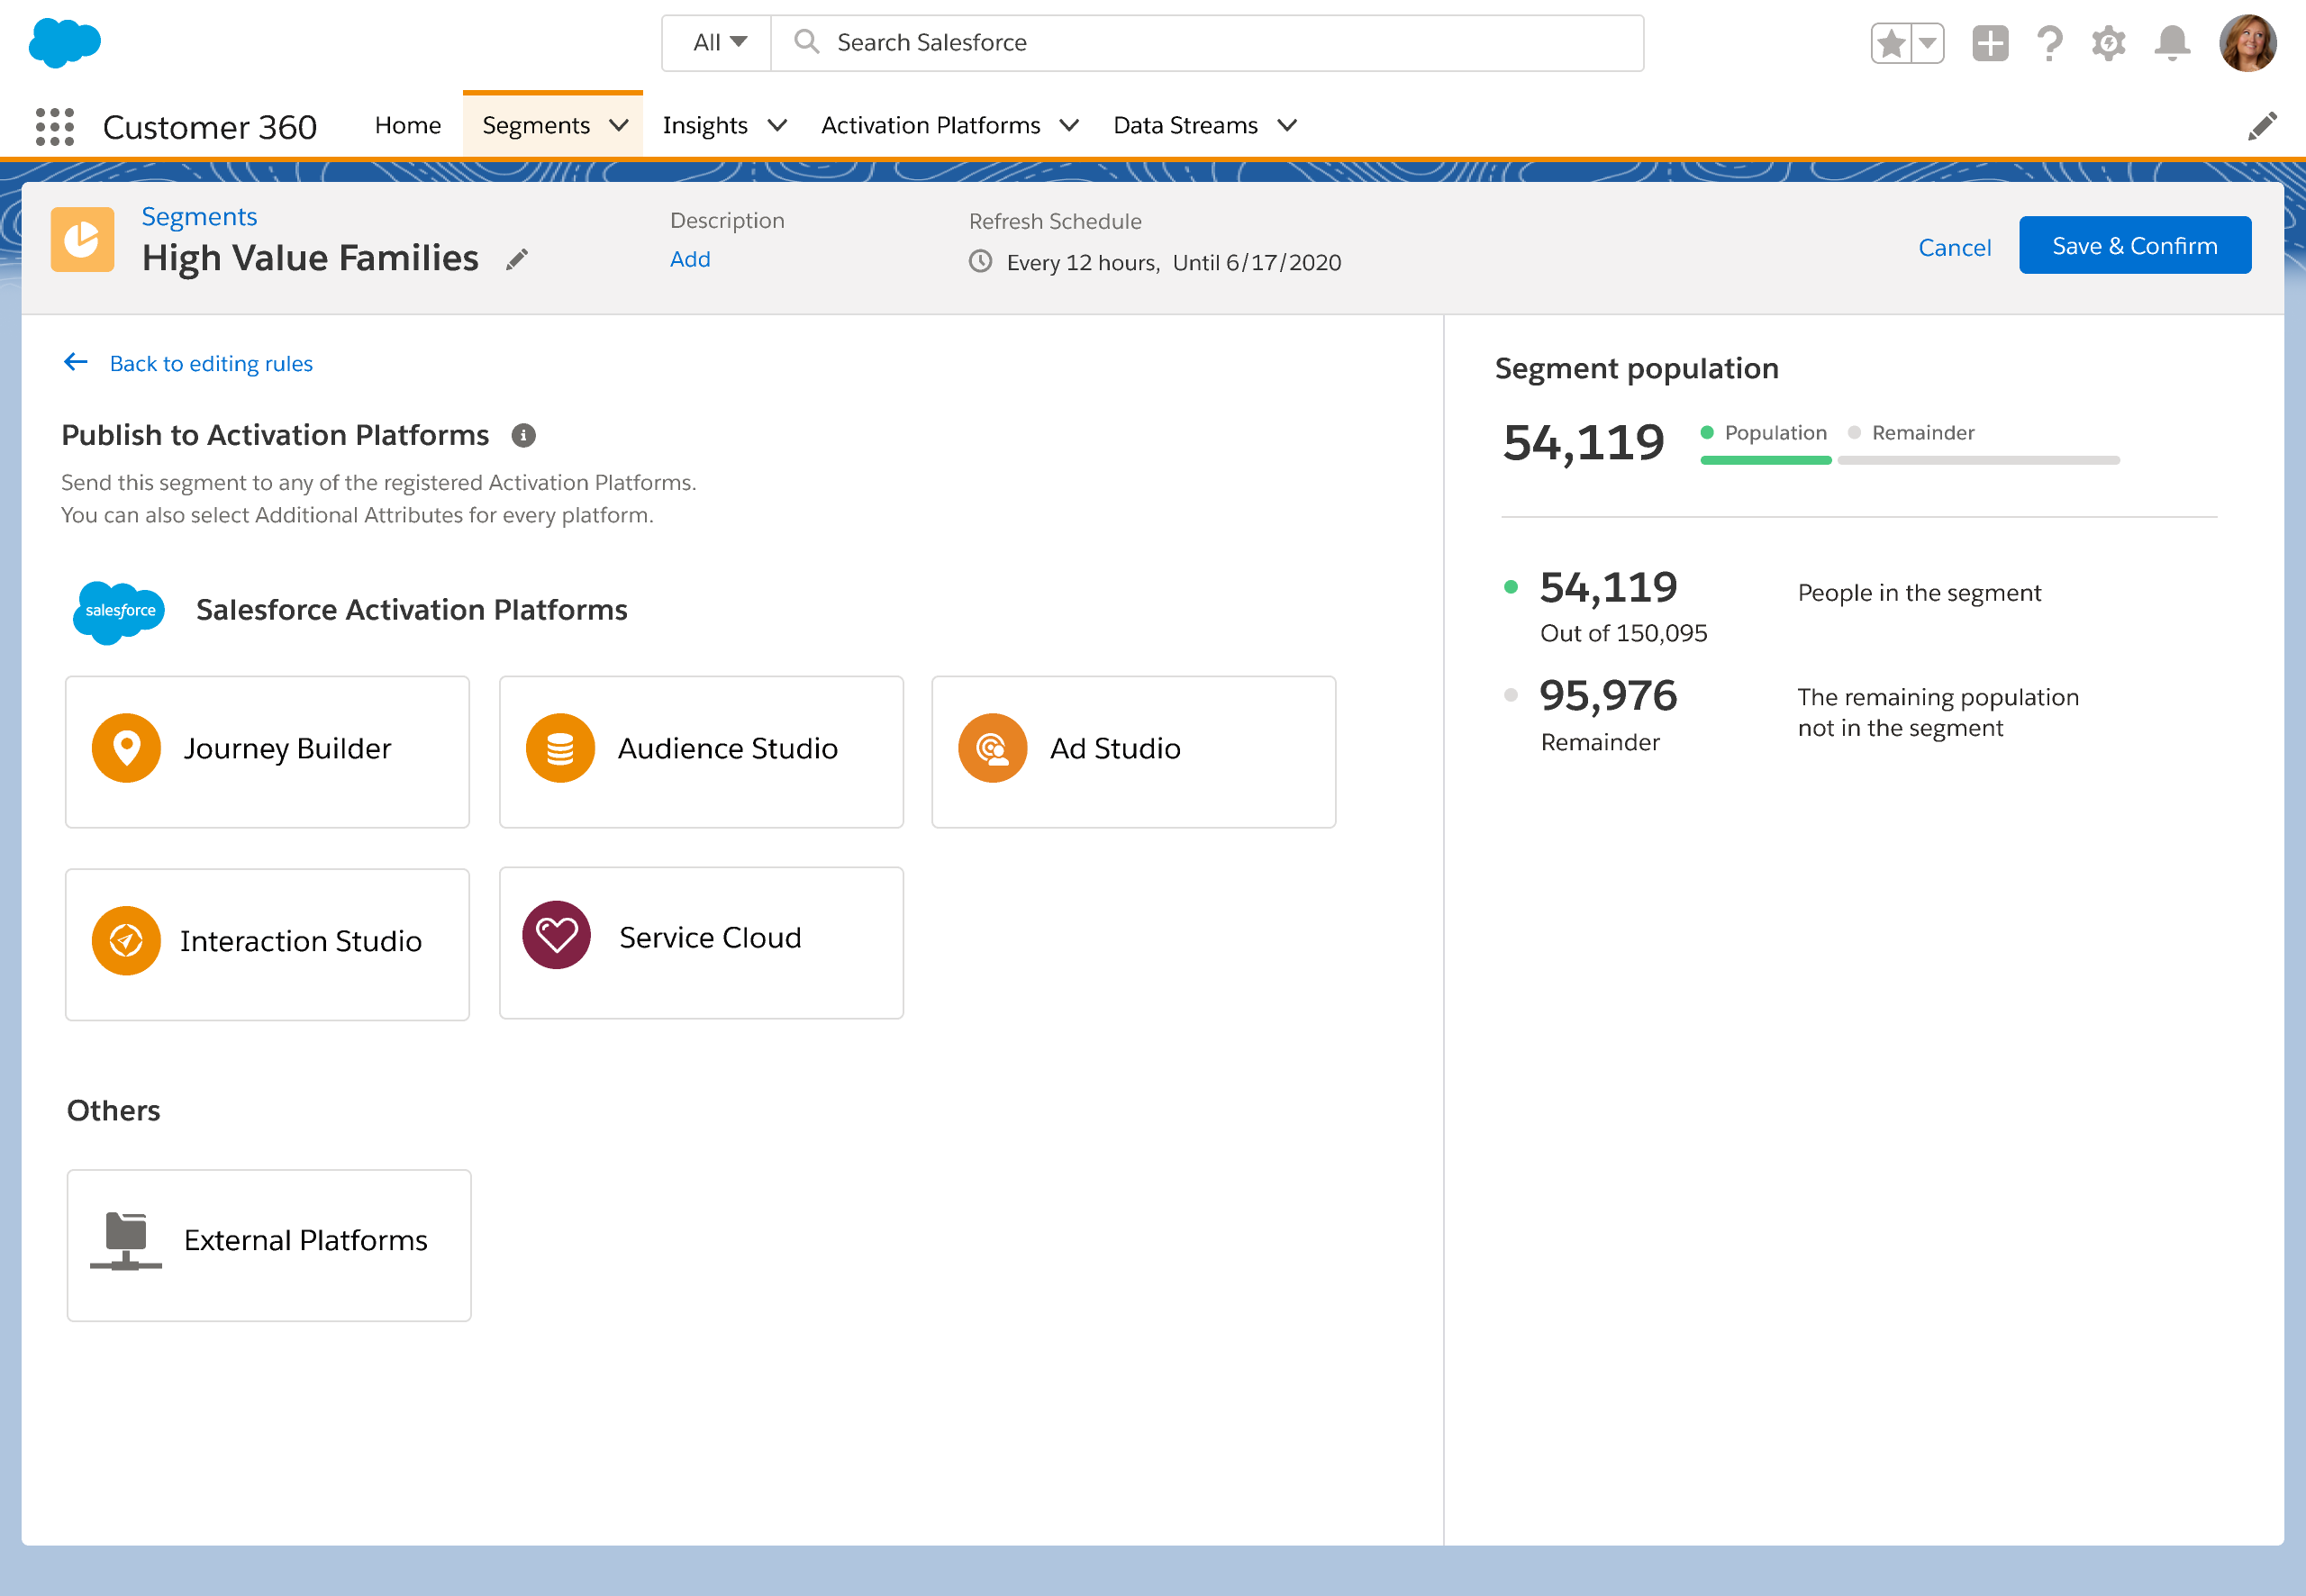 All
Search Salesforce
Customer 360
Home
Segments
Insights
Activation Platforms
Data Streams
Segments
High Value Families
Description
Add
Refresh Schedule
Every 12 hours, Until 6/17/2020
Cancel
Save & Confirm
Back to editing rules
Publish to Activation Platforms
Send this segment to any of the registered Activation Platforms.
You can also select Additional Attributes for every platform.
salesforce
Salesforce Activation Platforms
Journey Builder
Audience Studio
Ad Studio
Interaction Studio
Service Cloud
Others
External Platforms
Segment population
54,119
Population
Remainder
54,119
People in the segment
Out of 150,095
95,976
The remaining population
not in the segment
Remainder